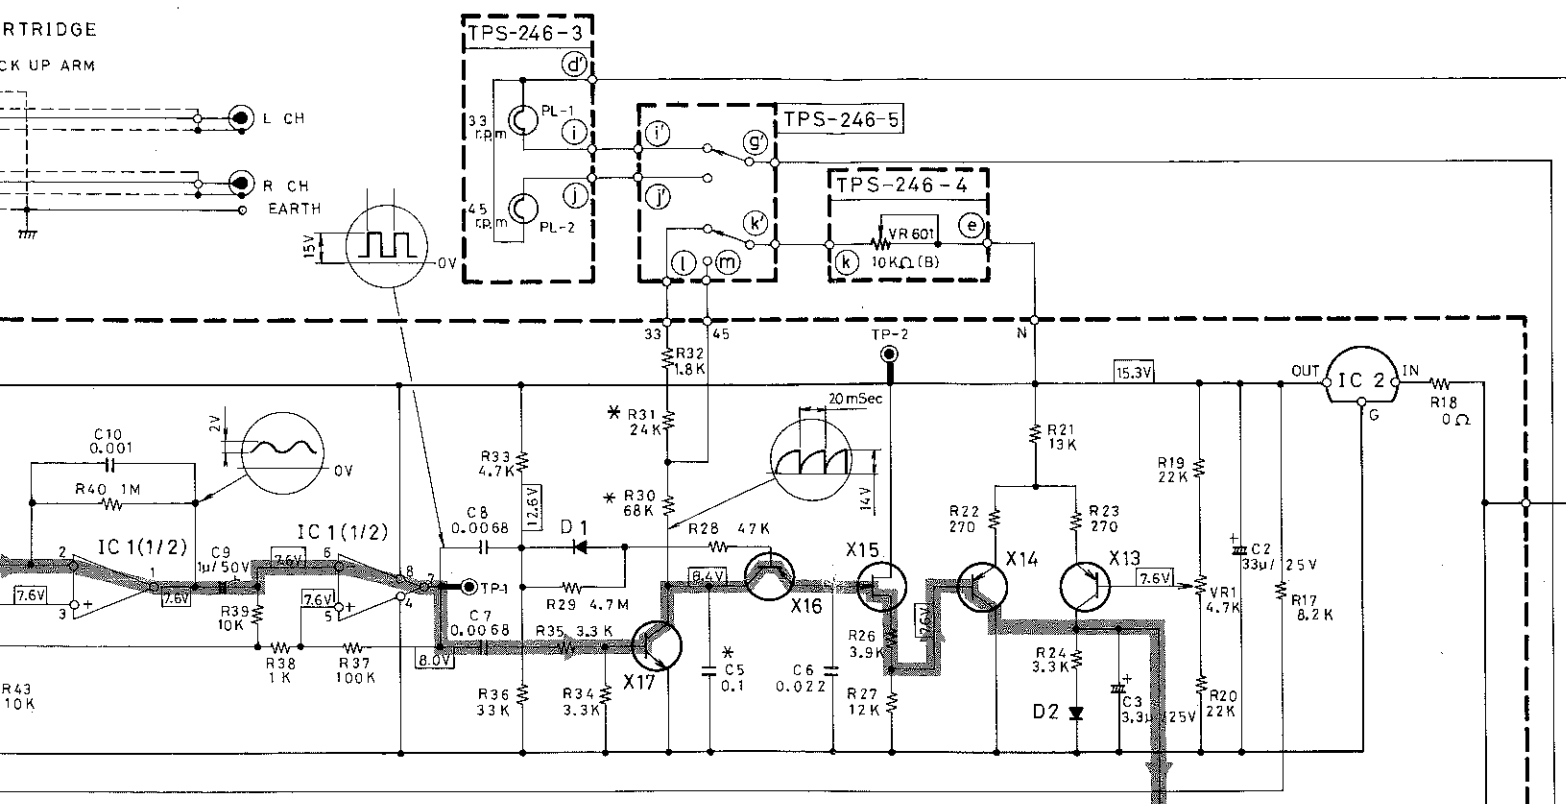 RTRIDGE
CK UP ARM
L CH
R CH
EARTH
TPS-246-3
d'
PL-1
33
r.p.m
i
j
45
r.p.m
PL-2
i'
g'
TPS-246-5
j'
k'
l
m
TPS-246-4
VR 601
e
k
10KΩ (B)
15V
0V
33
45
TP-2
N
R32
1.8K
15.3V
OUT
IC 2
IN
G
R18
0Ω
20 mSec
* R31
24K
14V
2V
0V
C10
0.001
R40 1M
R33
4.7K
12.6V
* R30
68K
R21
13K
R19
22K
IC 1(1/2)
IC 1(1/2)
C8
0.0068
D1
R28 47K
R22
270
R23
270
C9
1μ/50V
X15
X14
X13
+
C2
33μ/25V
2
1
3
+
7.6V
7.6V
7.6V
6
8
7
4
5
+
7.6V
TP-1
R29 4.7M
8.4V
X16
7.6V
VR1
4.7K
R17
8.2K
R39
10K
C7
0.0068
R35 3.3K
7.6V
R26
3.9K
R38
1K
R37
100K
8.0V
X17
*
C5
0.1
C6
0.022
R24
3.3K
R43
10K
R36
33K
R34
3.3K
R27
12K
D2
+
C3
3.3μ/25V
R20
22K